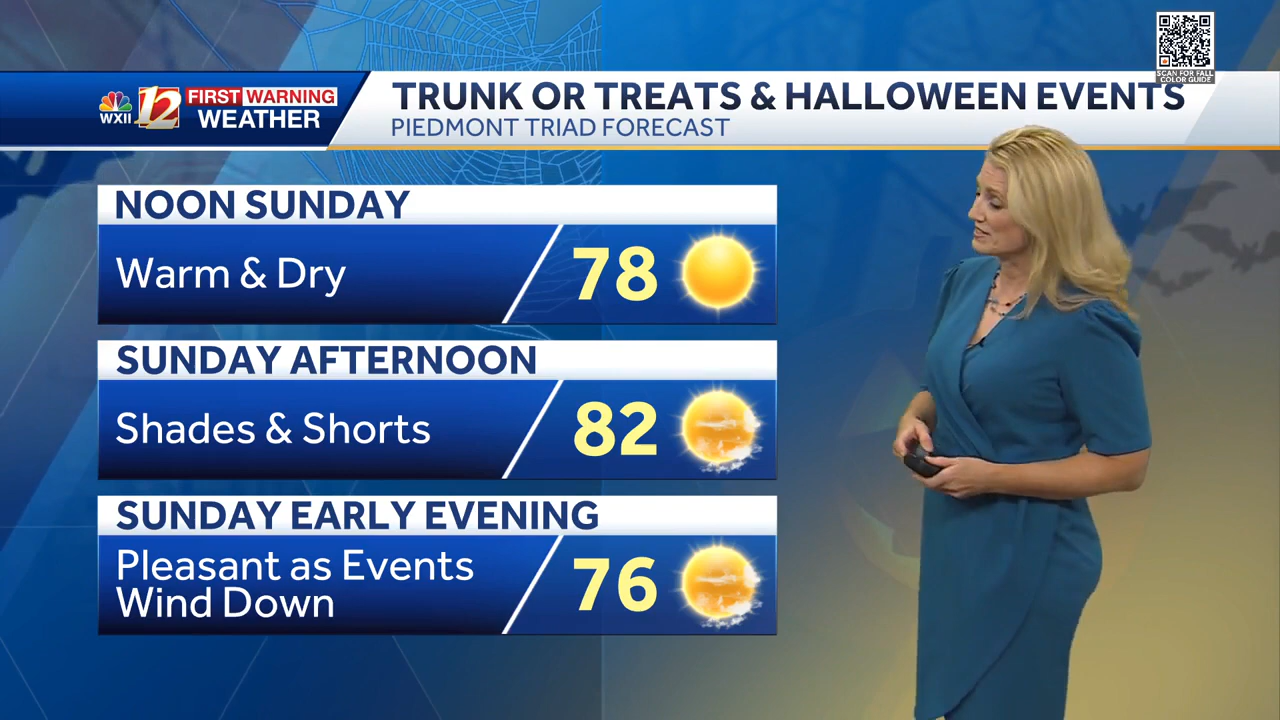 SCAN FOR FALL
COLOR GUIDE
WXII 12 FIRST WARNING
WEATHER
TRUNK OR TREATS & HALLOWEEN EVENTS
PIEDMONT TRIAD FORECAST
NOON SUNDAY
Warm & Dry 78
SUNDAY AFTERNOON
Shades & Shorts 82
SUNDAY EARLY EVENING
Pleasant as Events
Wind Down 76